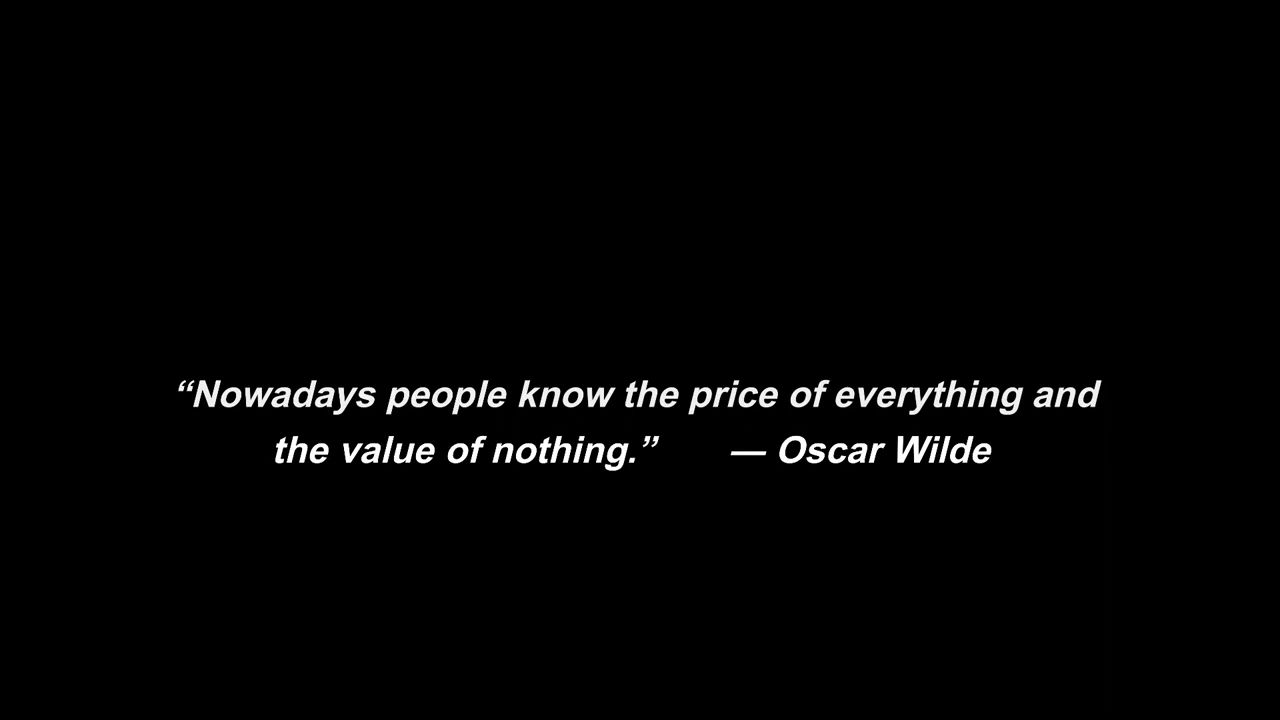 “Nowadays people know the price of everything and
the value of nothing.” — Oscar Wilde